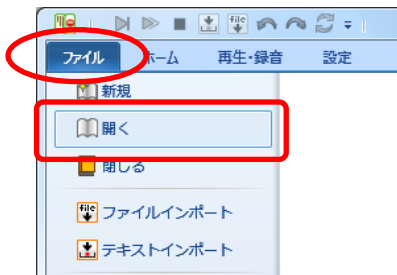 ファイル ホーム 再生・録音 設定
新規
開く
閉じる
file ファイルインポート
テキストインポート